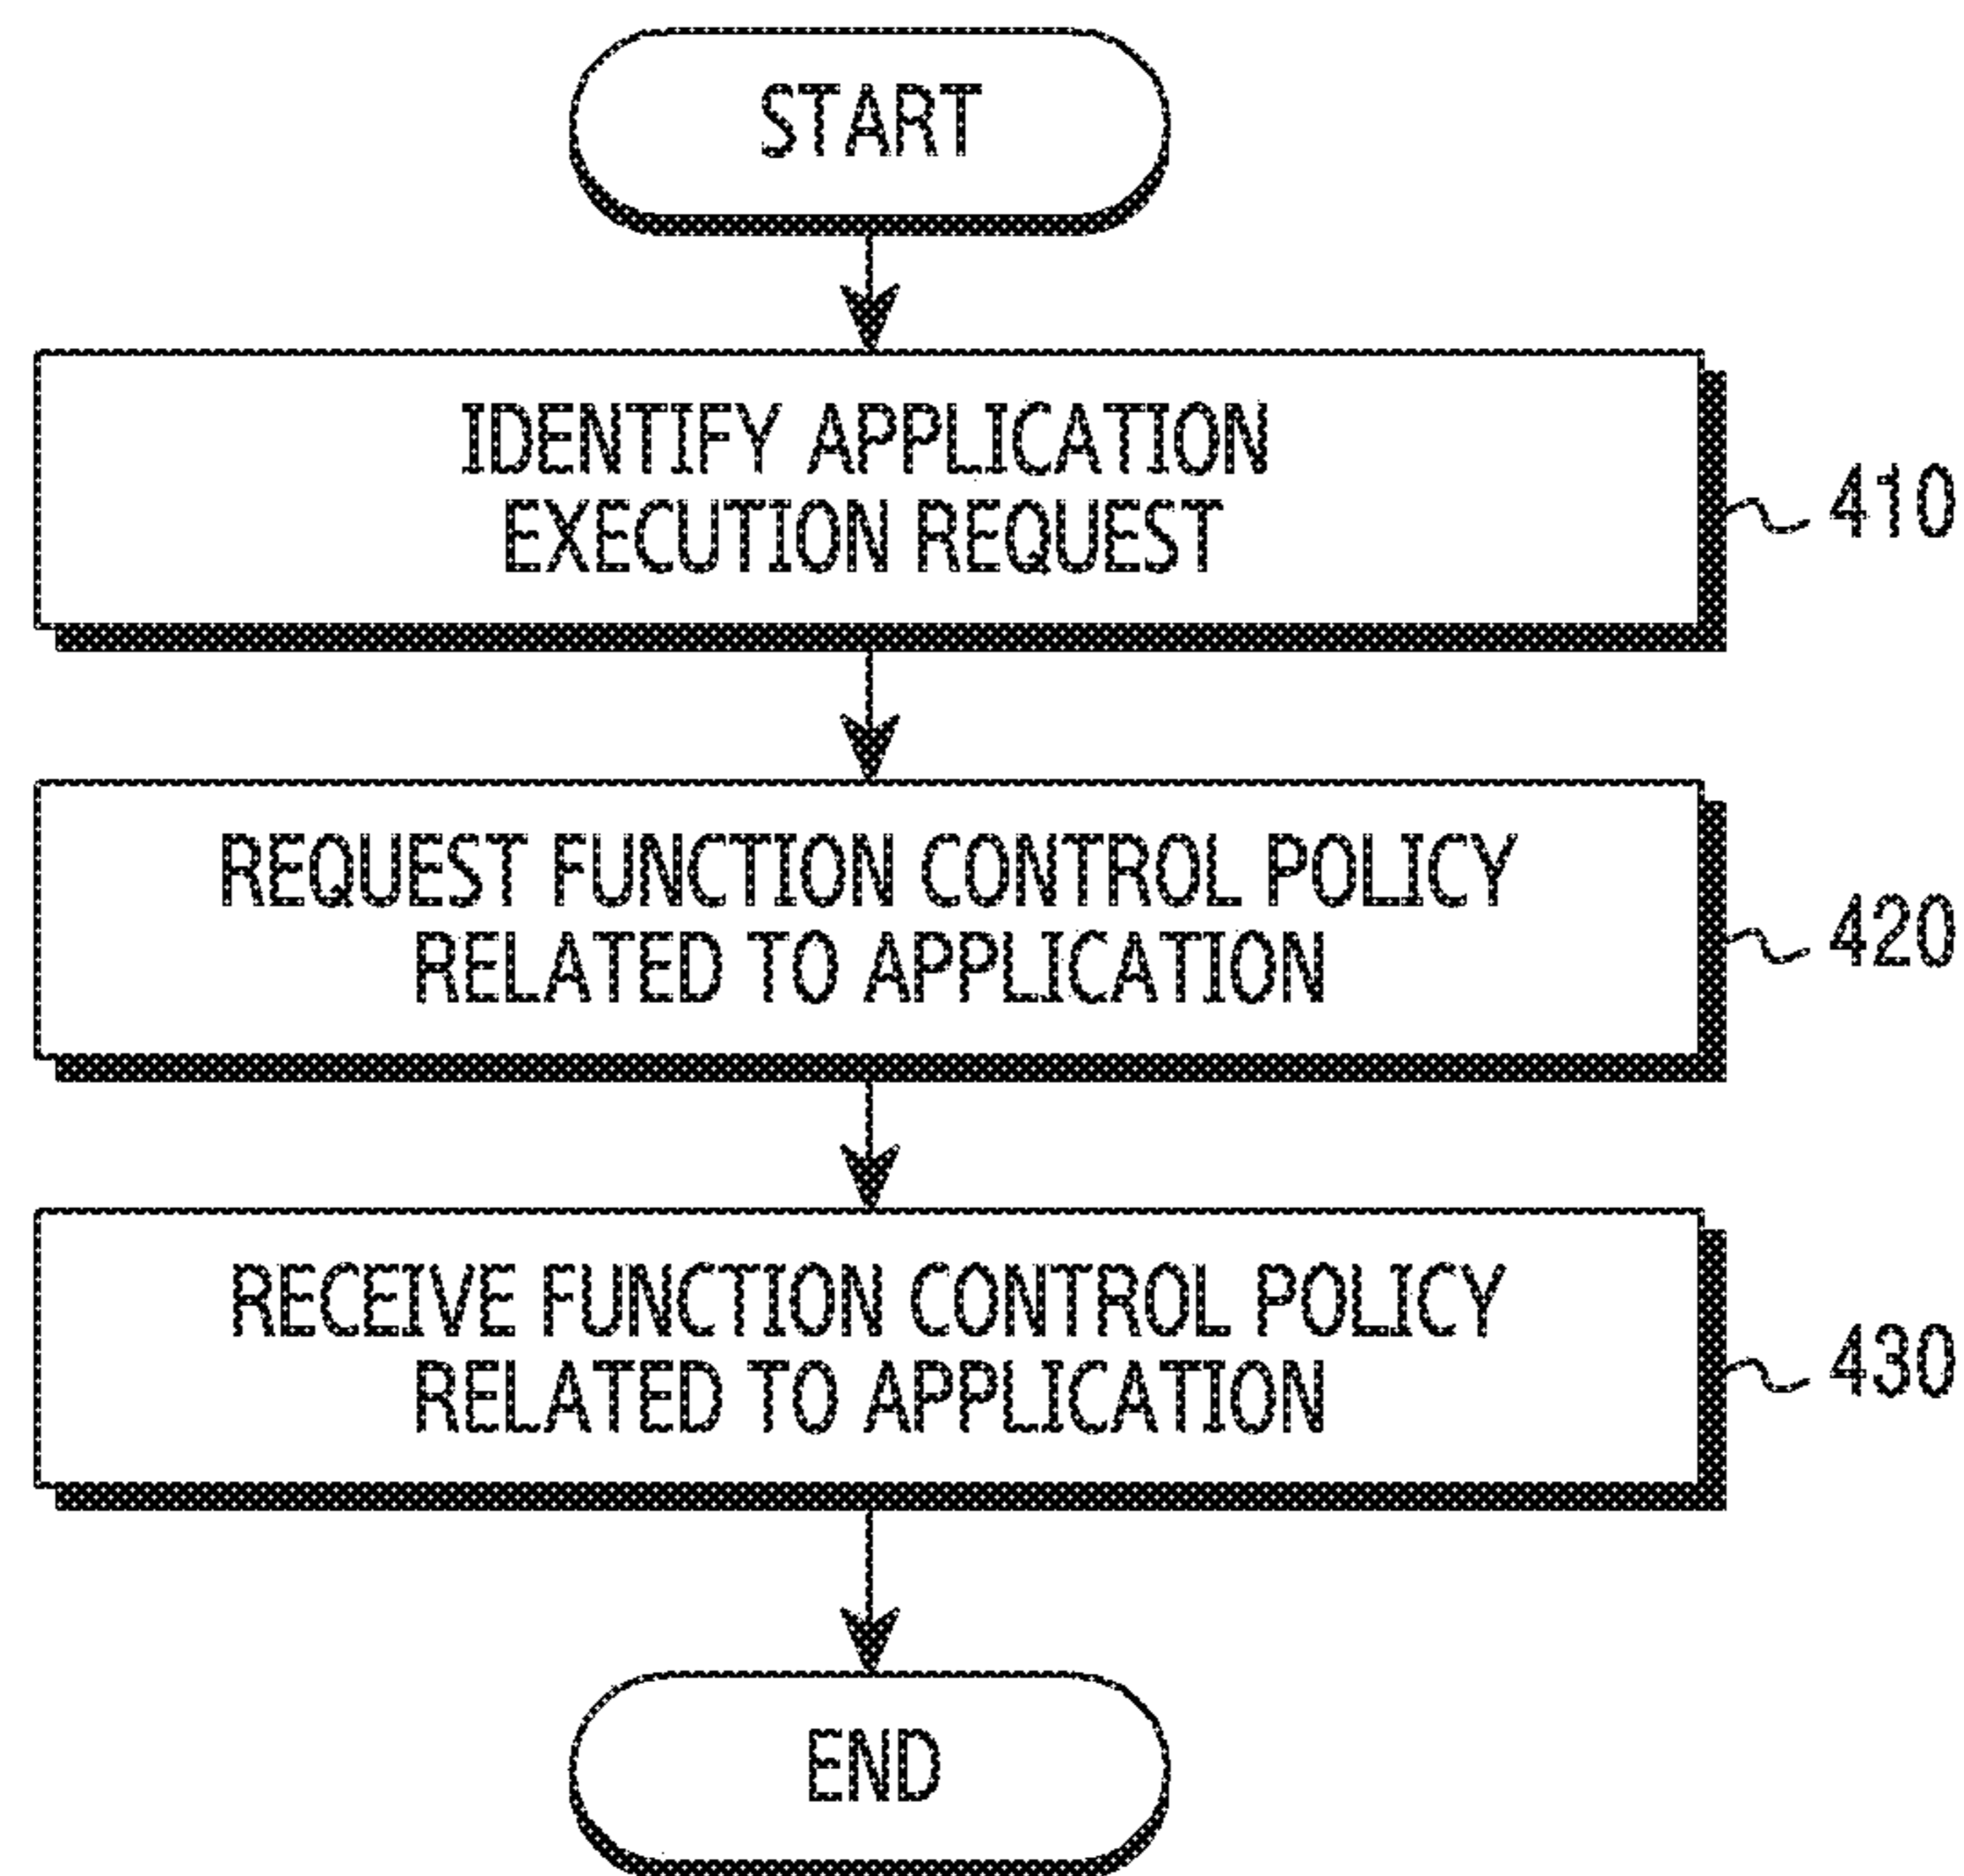 START
IDENTIFY APPLICATION
EXECUTION REQUEST
410
REQUEST FUNCTION CONTROL POLICY
RELATED TO APPLICATION
420
RECEIVE FUNCTION CONTROL POLICY
RELATED TO APPLICATION
430
END